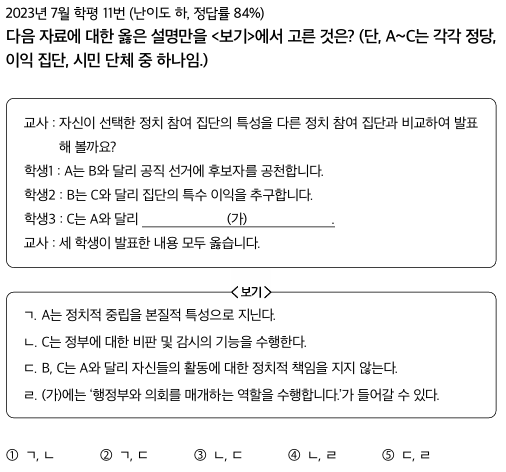 2023년 7월 학평 11번 (난이도 하, 정답률 84%)
다음 자료에 대한 옳은 설명만을 <보기>에서 고른 것은? (단, A~C는 각각 정당,
이익 집단, 시민 단체 중 하나임.)
교사 : 자신이 선택한 정치 참여 집단의 특성을 다른 정치 참여 집단과 비교하여 발표
해 볼까요?
학생1 : A는 B와 달리 공직 선거에 후보자를 공천합니다.
학생2 : B는 C와 달리 집단의 특수 이익을 추구합니다.
학생3 : C는 A와 달리 (가) .
교사 : 세 학생이 발표한 내용 모두 옳습니다.
<보기>
ㄱ. A는 정치적 중립을 본질적 특성으로 지닌다.
ㄴ. C는 정부에 대한 비판 및 감시의 기능을 수행한다.
ㄷ. B, C는 A와 달리 자신들의 활동에 대한 정치적 책임을 지지 않는다.
ㄹ. (가)에는 ‘행정부와 의회를 매개하는 역할을 수행합니다.’가 들어갈 수 있다.
① ㄱ, ㄴ ② ㄱ, ㄷ ③ ㄴ, ㄷ ④ ㄴ, ㄹ ⑤ ㄷ, ㄹ